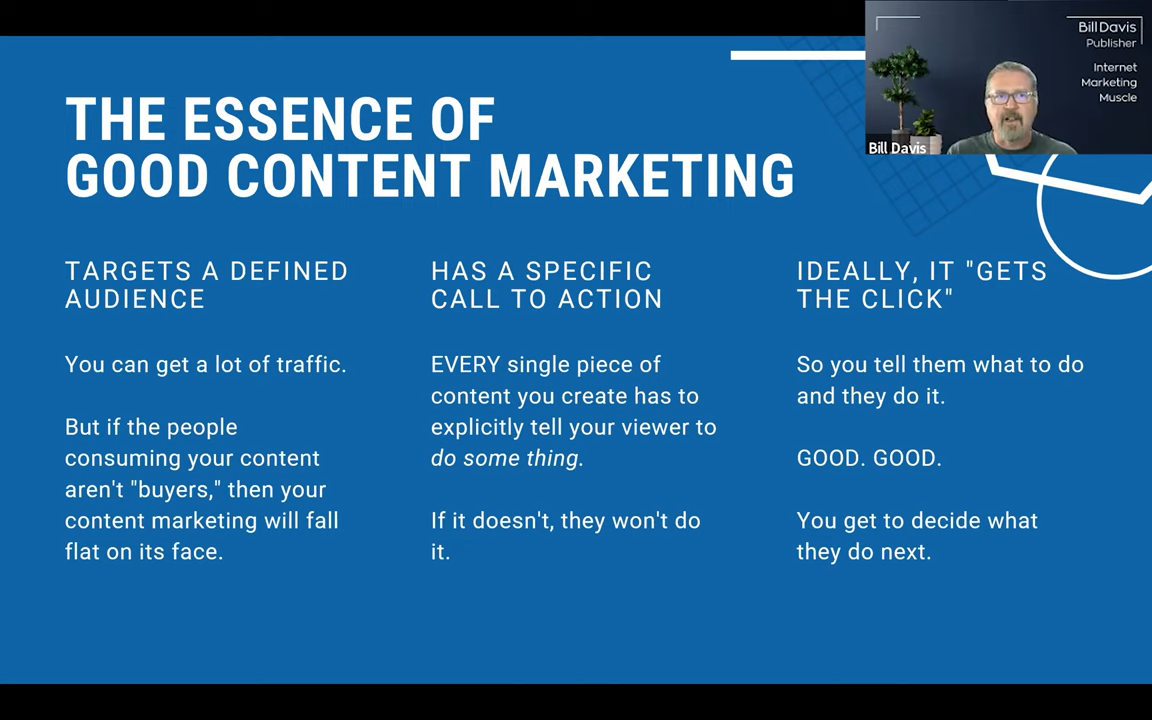 THE ESSENCE OF
GOOD CONTENT MARKETING
TARGETS A DEFINED
AUDIENCE
You can get a lot of traffic.
But if the people
consuming your content
aren't "buyers," then your
content marketing will fall
flat on its face.
HAS A SPECIFIC
CALL TO ACTION
EVERY single piece of
content you create has to
explicitly tell your viewer to
do some thing.
If it doesn't, they won't do
it.
IDEALLY, IT "GETS
THE CLICK"
So you tell them what to do
and they do it.
GOOD. GOOD.
You get to decide what
they do next.
Bill Davis
Publisher
Internet
Marketing
Muscle
Bill Davis